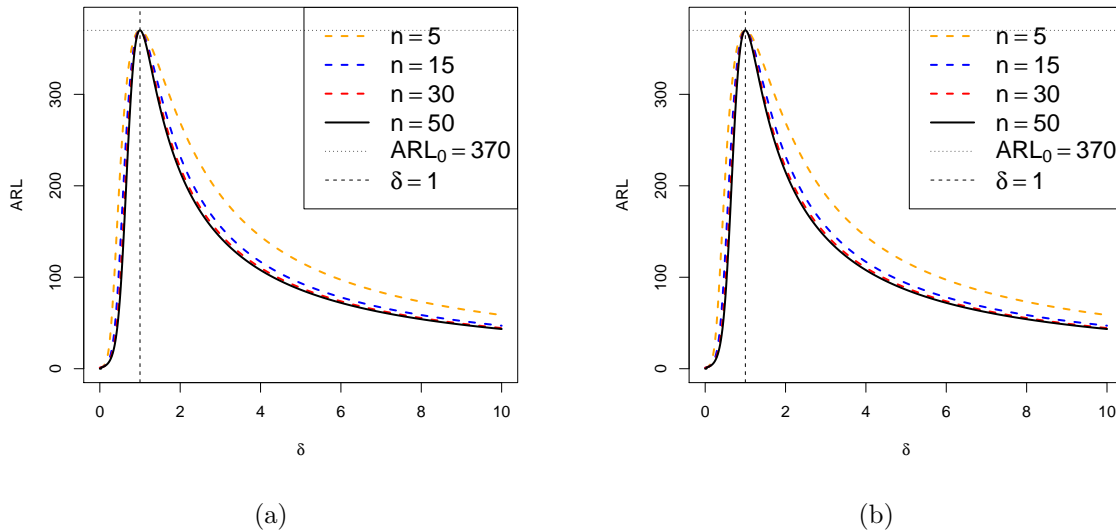 n = 5
n = 15
n = 30
n = 50
ARL₀ = 370
δ = 1
ARL
0
100
200
300
0 2 4 6 8 10
δ
(a)
n = 5
n = 15
n = 30
n = 50
ARL₀ = 370
δ = 1
ARL
0
100
200
300
0 2 4 6 8 10
δ
(b)